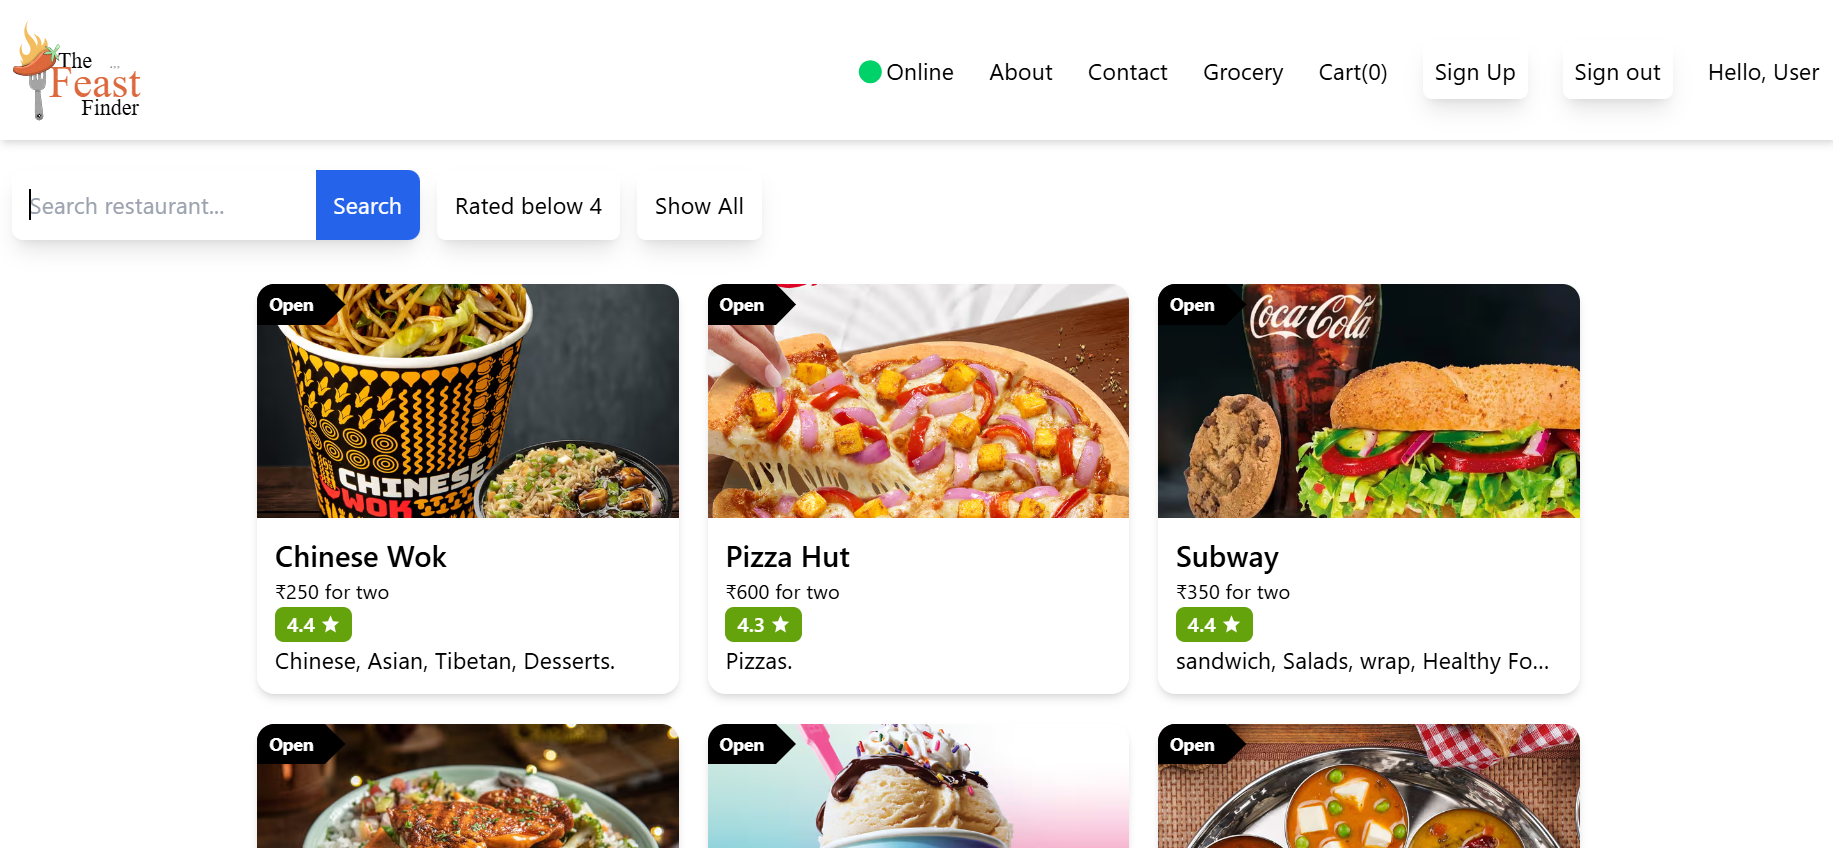 The
Feast
Finder
Online About Contact Grocery Cart(0) Sign Up Sign out Hello, User
Search restaurant... Search Rated below 4 Show All
Open Open Open
Coca-Cola
CHINESE
WOK
Chinese Wok Pizza Hut Subway
₹250 for two ₹600 for two ₹350 for two
4.4 ★ 4.3 ★ 4.4 ★
Chinese, Asian, Tibetan, Desserts. Pizzas. sandwich, Salads, wrap, Healthy Fo...
Open Open Open